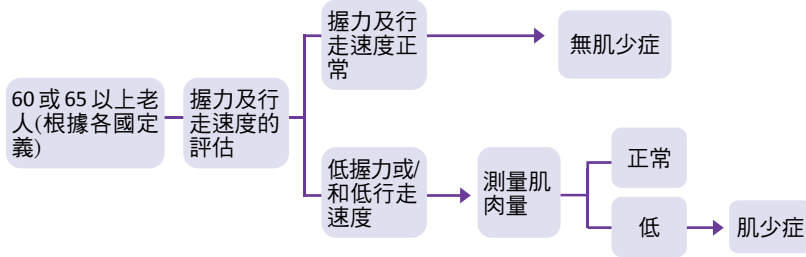 60 或 65 以上老
人(根據各國定
義)
握力及行
走速度的
評估
握力及行
走速度正
常
無肌少症
低握力或/
和低行走
速度
測量肌
肉量
正常
低
肌少症